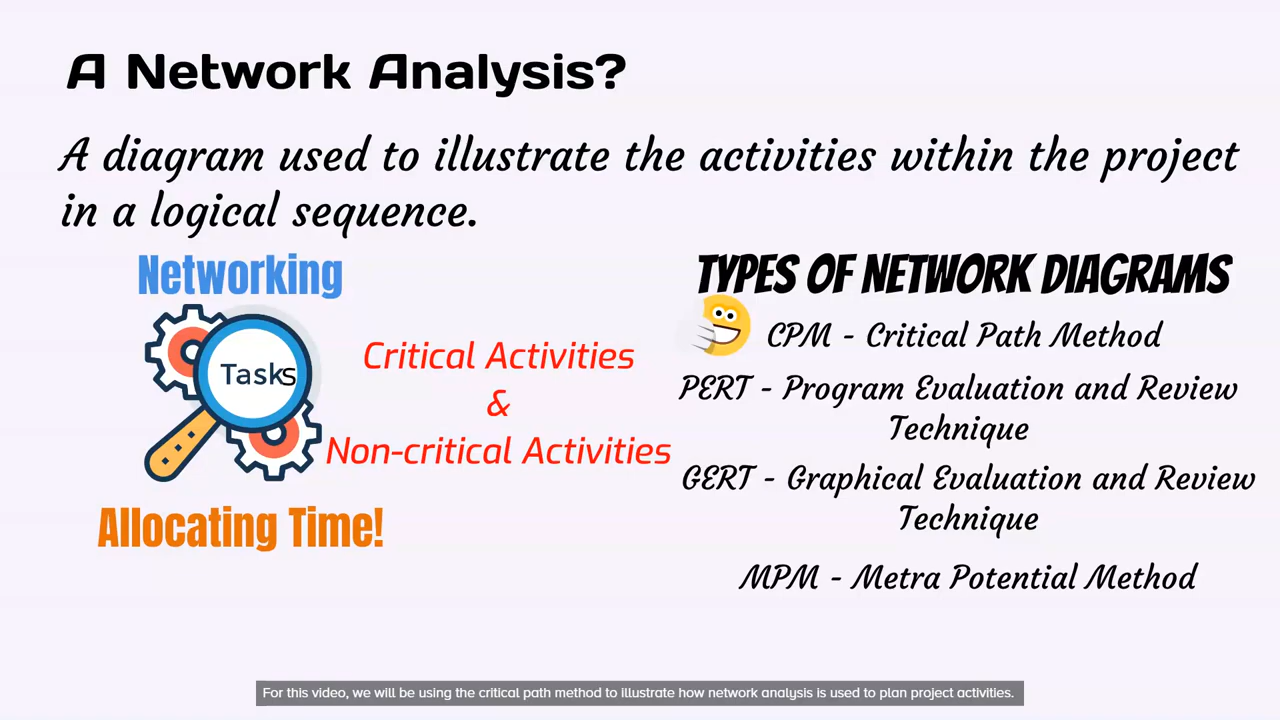 A Network Analysis?
A diagram used to illustrate the activities within the project
in a logical sequence.
Networking
Tasks
Allocating Time!
Critical Activities
&
Non-critical Activities
TYPES OF NETWORK DIAGRAMS
CPM - Critical Path Method
PERT - Program Evaluation and Review
Technique
GERT - Graphical Evaluation and Review
Technique
MPM - Metra Potential Method
For this video, we will be using the critical path method to illustrate how network analysis is used to plan project activities.